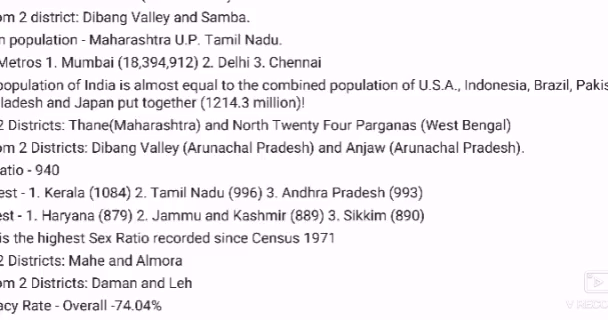 om 2 district: Dibang Valley and Samba.
n population - Maharashtra U.P. Tamil Nadu.
Metros 1. Mumbai (18,394,912) 2. Delhi 3. Chennai
population of India is almost equal to the combined population of U.S.A., Indonesia, Brazil, Pakis
ladesh and Japan put together (1214.3 million)!
2 Districts: Thane(Maharashtra) and North Twenty Four Parganas (West Bengal)
om 2 Districts: Dibang Valley (Arunachal Pradesh) and Anjaw (Arunachal Pradesh).
atio - 940
est - 1. Kerala (1084) 2. Tamil Nadu (996) 3. Andhra Pradesh (993)
est - 1. Haryana (879) 2. Jammu and Kashmir (889) 3. Sikkim (890)
is the highest Sex Ratio recorded since Census 1971
2 Districts: Mahe and Almora
om 2 Districts: Daman and Leh
V RECO
acy Rate - Overall -74.04%